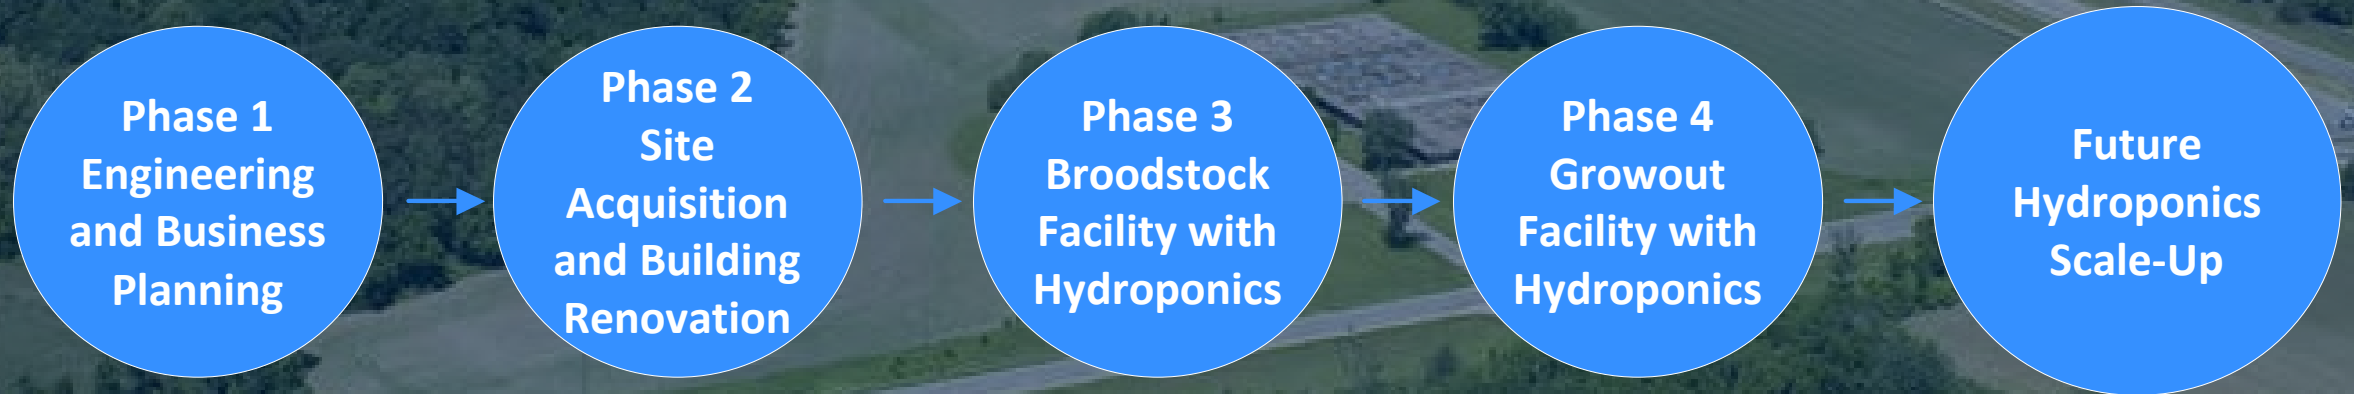 Phase 1
Engineering
and Business
Planning
Phase 2
Site
Acquisition
and Building
Renovation
Phase 3
Broodstock
Facility with
Hydroponics
Phase 4
Growout
Facility with
Hydroponics
Future
Hydroponics
Scale-Up